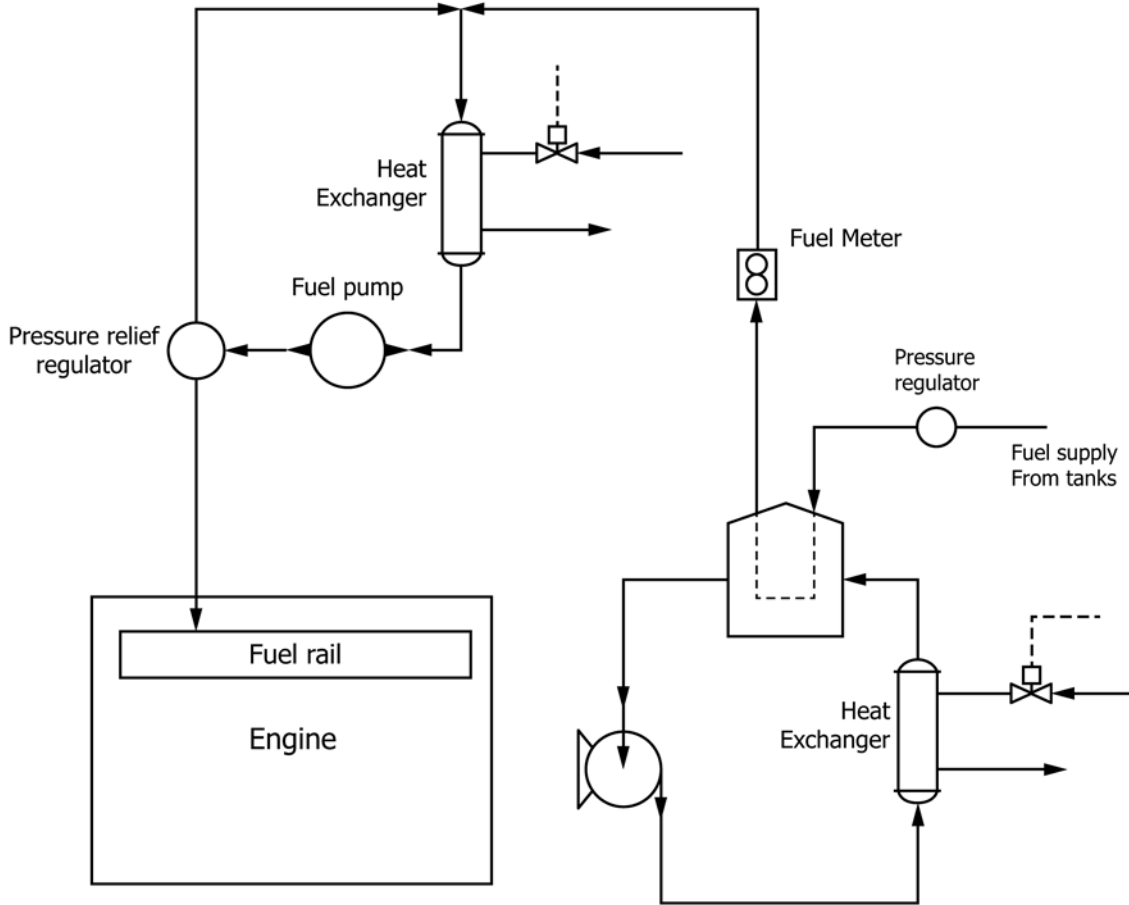 Heat
Exchanger
Fuel Meter
Fuel pump
Pressure relief
regulator
Pressure
regulator
Fuel supply
From tanks
Fuel rail
Engine
Heat
Exchanger